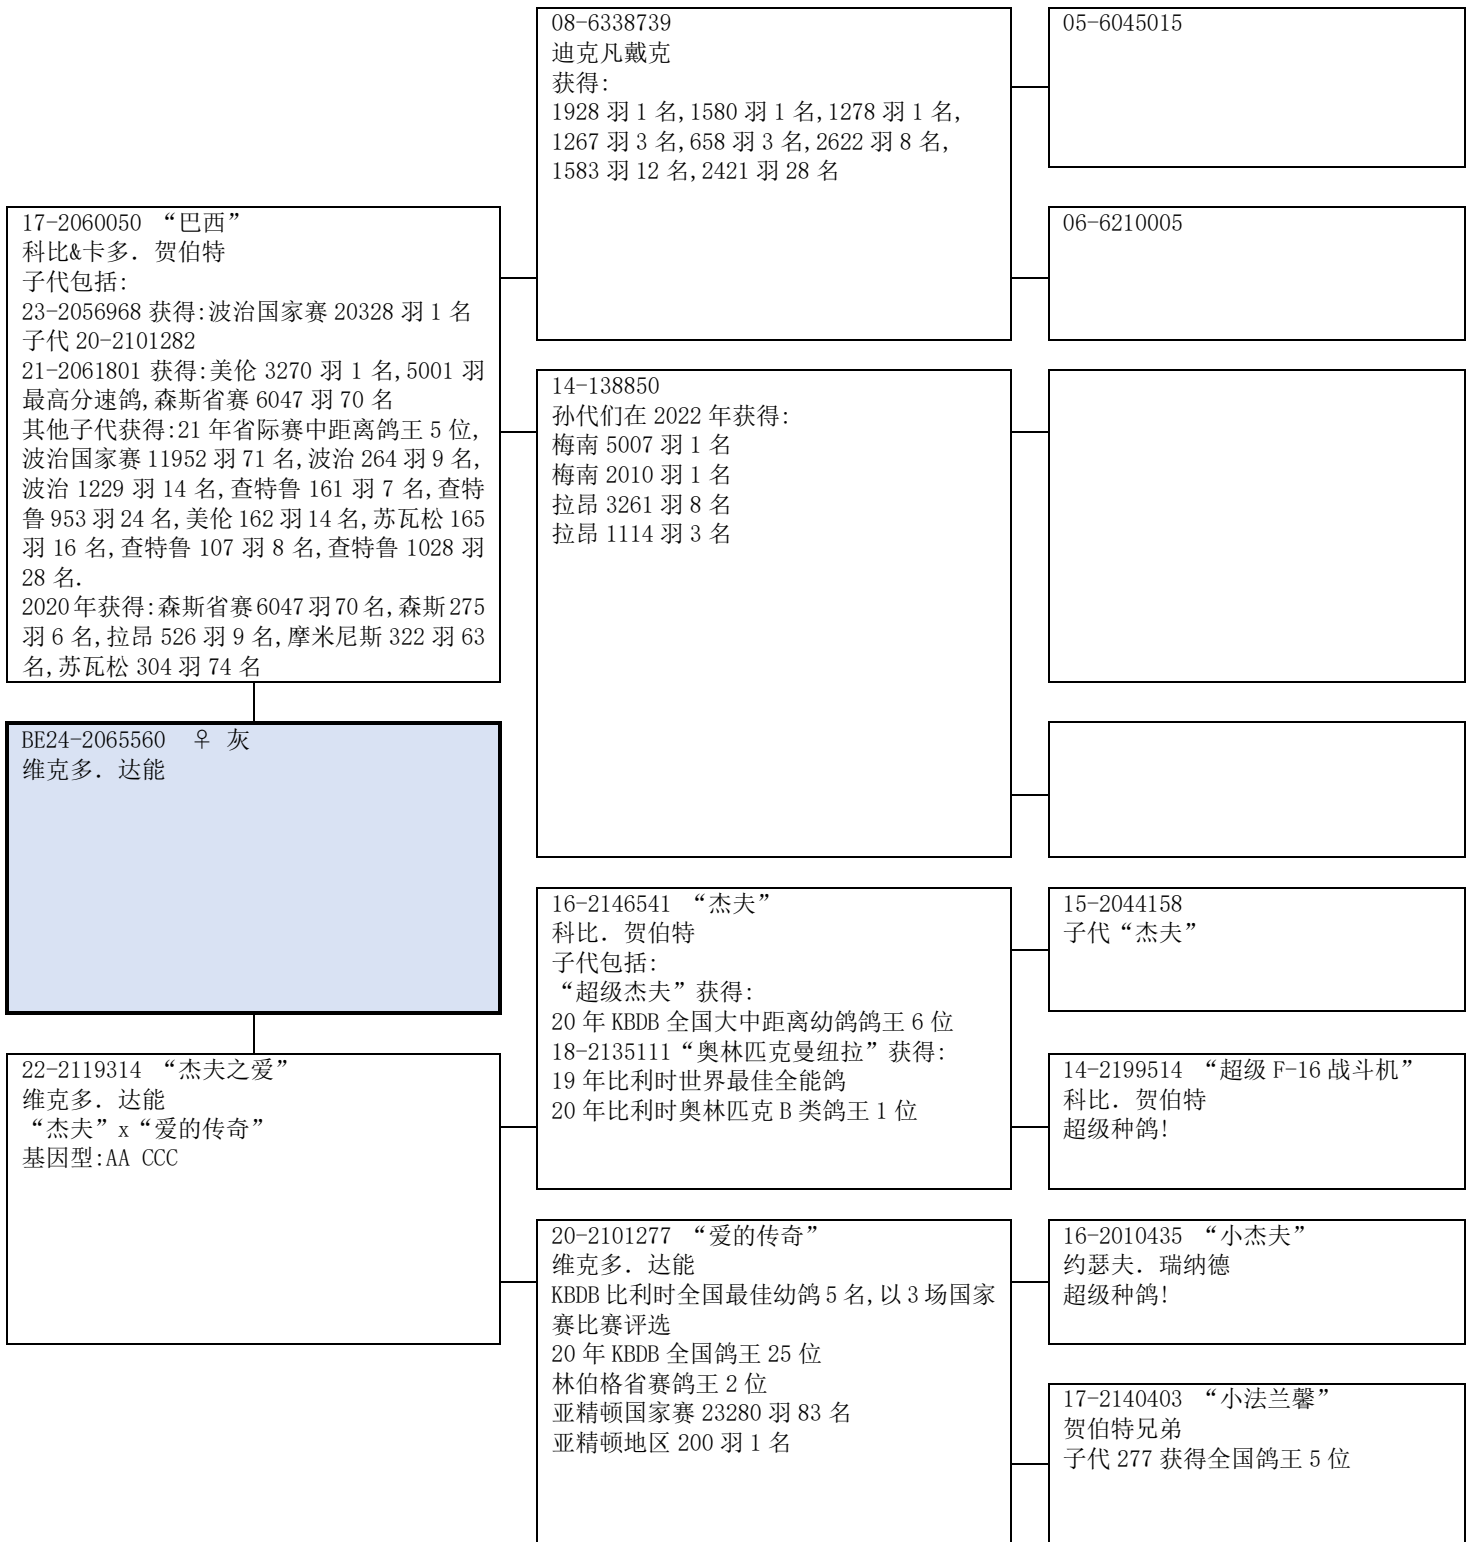 08-6338739
迪克凡戴克
获得:
1928 羽 1 名,1580 羽 1 名,1278 羽 1 名,
1267 羽 3 名,658 羽 3 名,2622 羽 8 名,
1583 羽 12 名,2421 羽 28 名
05-6045015
06-6210005
17-2060050 “巴西”
科比&卡多. 贺伯特
子代包括:
23-2056968 获得:波治国家赛 20328 羽 1 名
子代 20-2101282
21-2061801 获得:美伦 3270 羽 1 名,5001 羽
最高分速鸽,森斯省赛 6047 羽 70 名
其他子代获得:21 年省际赛中距离鸽王 5 位,
波治国家赛 11952 羽 71 名,波治 264 羽 9 名,
波治 1229 羽 14 名,查特鲁 161 羽 7 名,查特
鲁 953 羽 24 名,美伦 162 羽 14 名,苏瓦松 165
羽 16 名,查特鲁 107 羽 8 名,查特鲁 1028 羽
28 名.
2020 年获得:森斯省赛 6047 羽 70 名,森斯 275
羽 6 名,拉昂 526 羽 9 名,摩米尼斯 322 羽 63
名,苏瓦松 304 羽 74 名
14-138850
孙代们在 2022 年获得:
梅南 5007 羽 1 名
梅南 2010 羽 1 名
拉昂 3261 羽 8 名
拉昂 1114 羽 3 名
BE24-2065560 ♀ 灰
维克多. 达能
16-2146541 “杰夫”
科比. 贺伯特
子代包括:
“超级杰夫”获得:
20 年 KBDB 全国大中距离幼鸽鸽王 6 位
18-2135111“奥林匹克曼纽拉”获得:
19 年比利时世界最佳全能鸽
20 年比利时奥林匹克 B 类鸽王 1 位
15-2044158
子代“杰夫”
14-2199514 “超级 F-16 战斗机”
科比. 贺伯特
超级种鸽!
22-2119314 “杰夫之爱”
维克多. 达能
“杰夫”x“爱的传奇”
基因型:AA CCC
20-2101277 “爱的传奇”
维克多. 达能
KBDB 比利时全国最佳幼鸽 5 名,以 3 场国家
赛比赛评选
20 年 KBDB 全国鸽王 25 位
林伯格省赛鸽王 2 位
亚精顿国家赛 23280 羽 83 名
亚精顿地区 200 羽 1 名
16-2010435 “小杰夫”
约瑟夫. 瑞纳德
超级种鸽!
17-2140403 “小法兰馨”
贺伯特兄弟
子代 277 获得全国鸽王 5 位